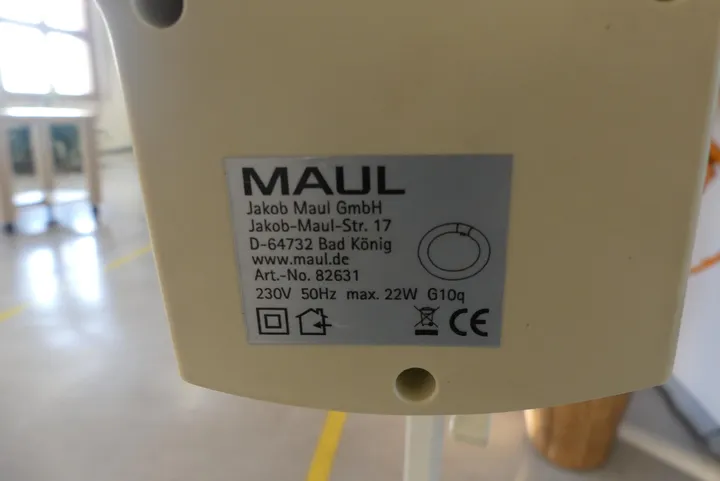 MAUL
Jakob Maul GmbH
Jakob-Maul-Str. 17
D-64732 Bad König
www.maul.de
Art.-No. 82631
230V 50Hz max. 22W G10q
CE